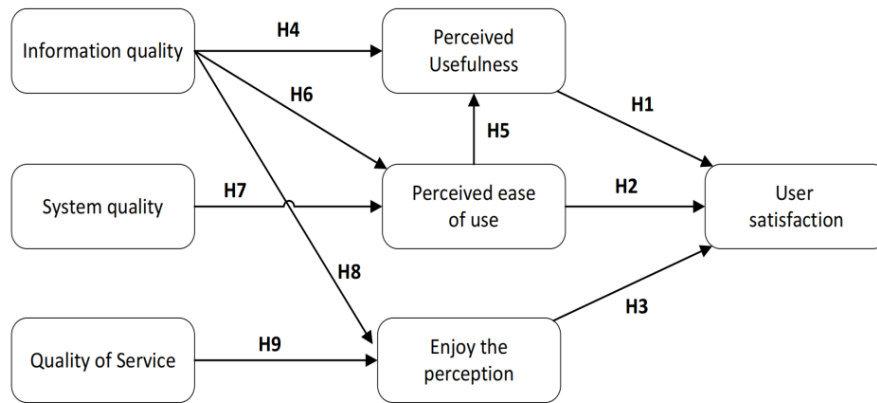 Information quality
H4
Perceived
Usefulness
H6
H1
H5
System quality
H7
Perceived ease
of use
H2
User
satisfaction
H8
H3
Quality of Service
H9
Enjoy the
perception